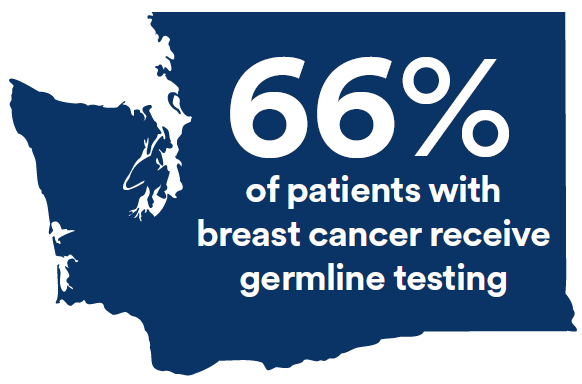 66%
of patients with
breast cancer receive
germline testing